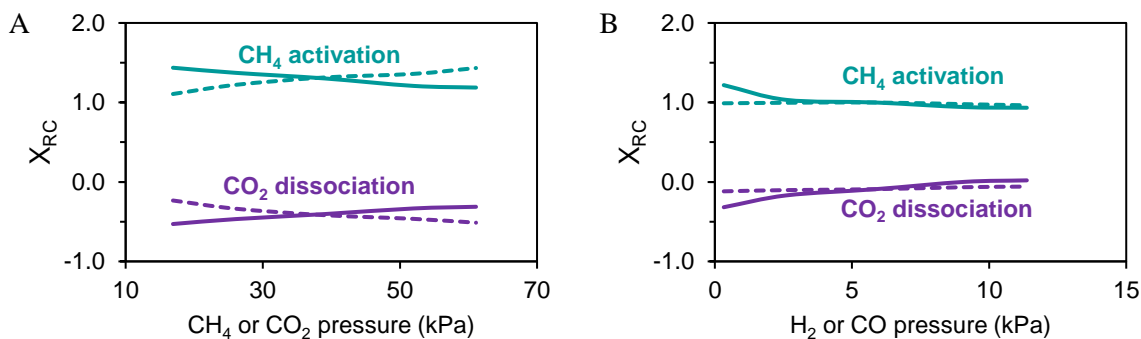 A
2.0
1.0
0.0
-1.0
X_RC
CH₄ activation
CO₂ dissociation
10
30
50
70
CH₄ or CO₂ pressure (kPa)
B
2.0
1.0
0.0
-1.0
X_RC
CH₄ activation
CO₂ dissociation
0
5
10
15
H₂ or CO pressure (kPa)